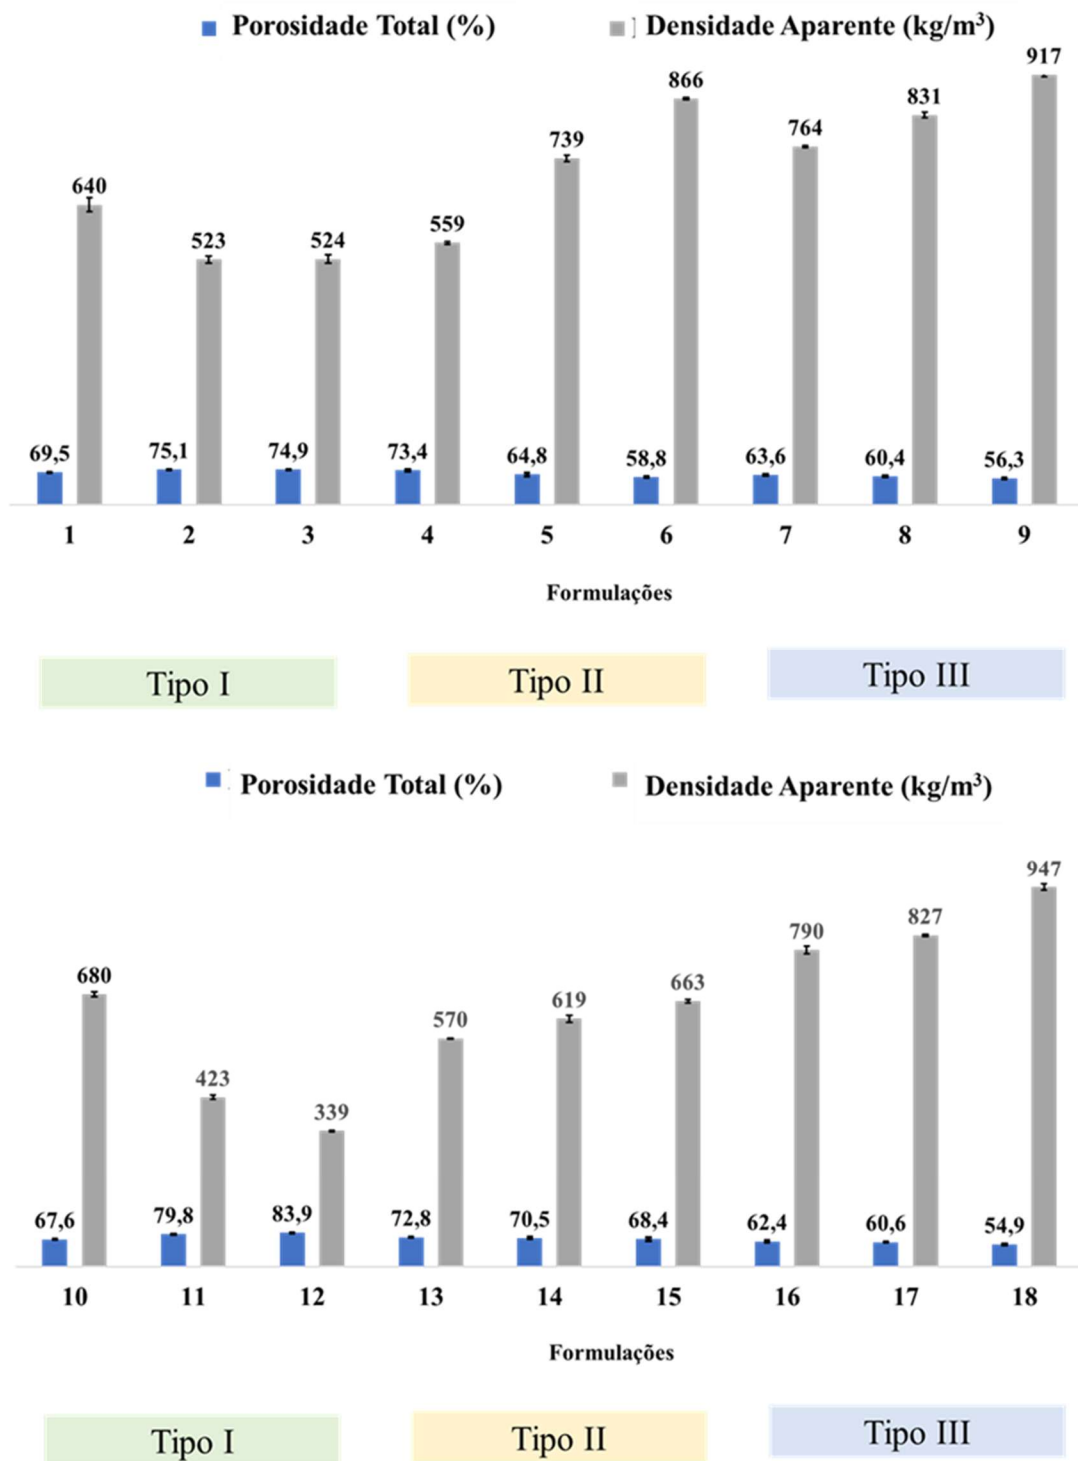 Porosidade Total (%) Densidade Aparente (kg/m³)
917
866
831
764
739
640
559
523 524
69,5 75,1 74,9 73,4 64,8 58,8 63,6 60,4 56,3
1 2 3 4 5 6 7 8 9
Formulações
Tipo I Tipo II Tipo III
Porosidade Total (%) Densidade Aparente (kg/m³)
947
827
790
680
663
619
570
423
339
67,6 79,8 83,9 72,8 70,5 68,4 62,4 60,6 54,9
10 11 12 13 14 15 16 17 18
Formulações
Tipo I Tipo II Tipo III